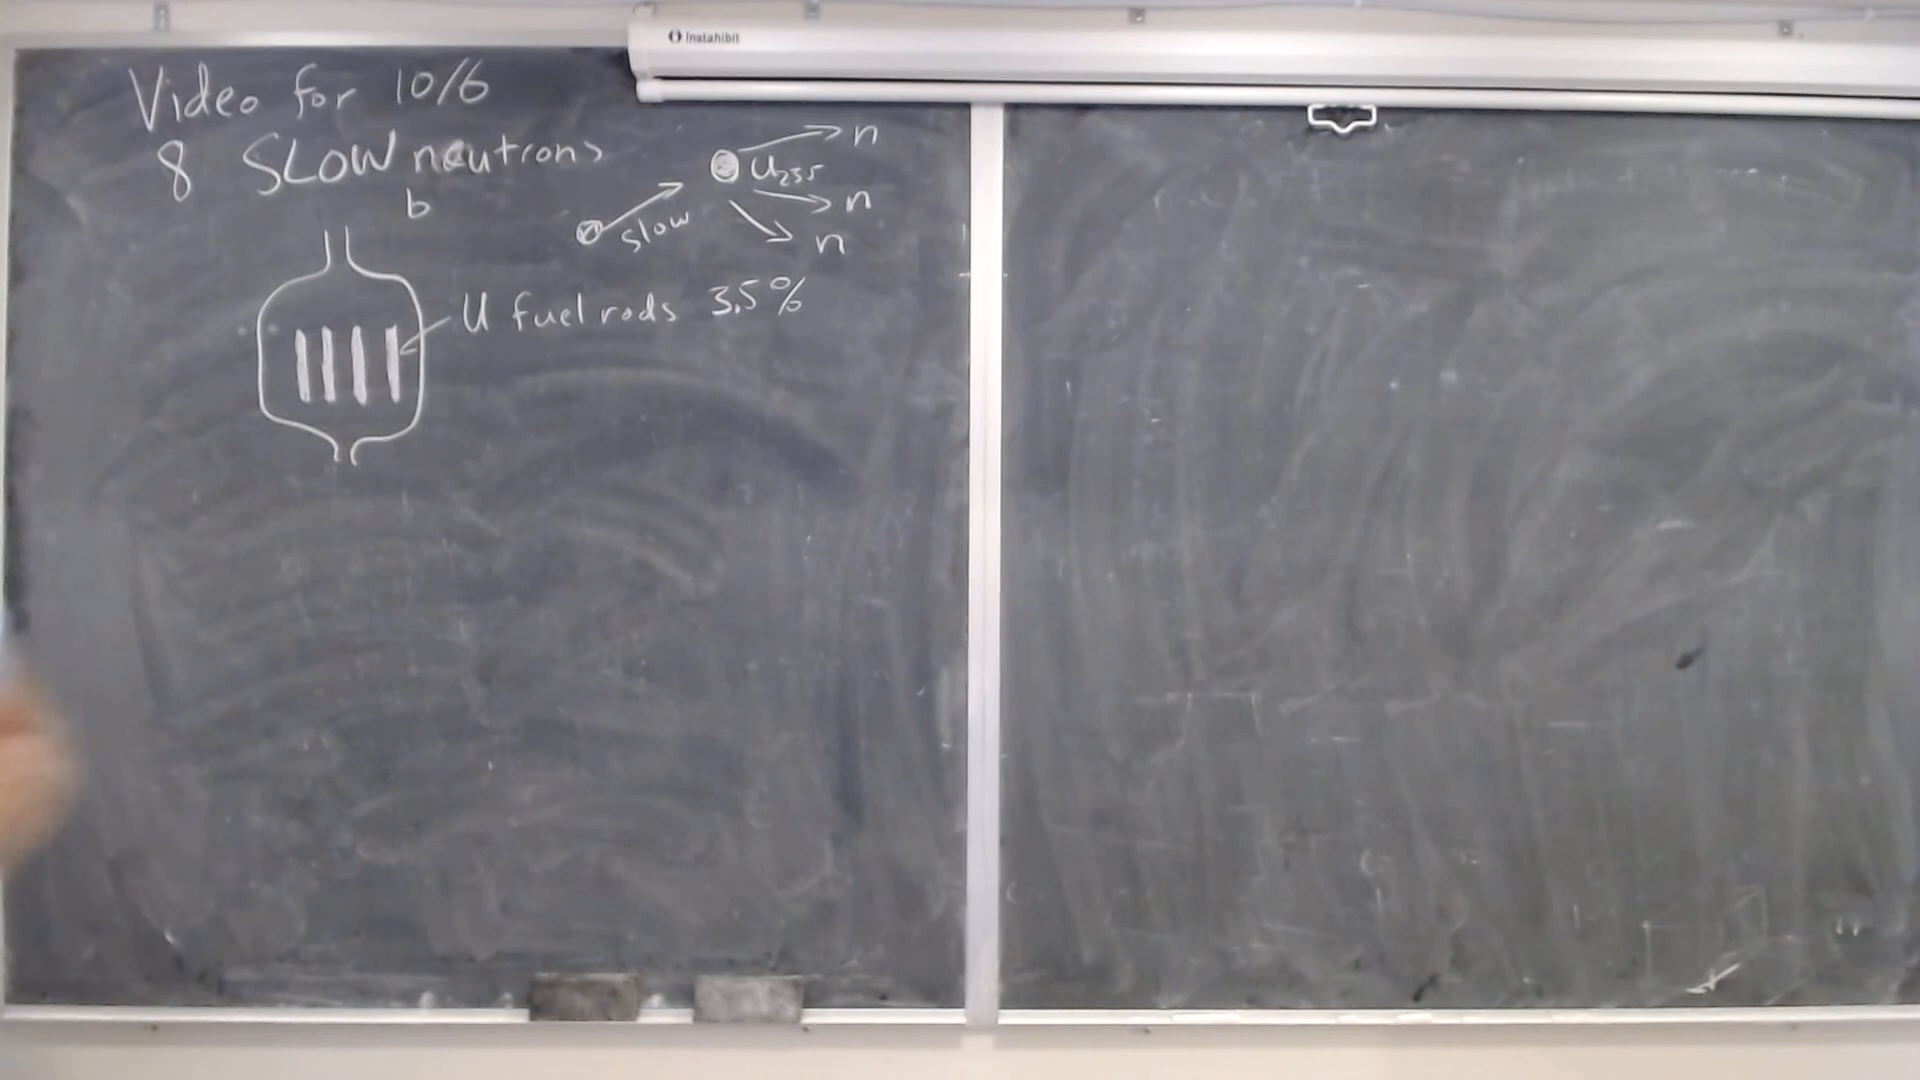 Instahibit
Video for 10/6
8 SLOW neutrons
b
n
U235
n
n
n
slow
U fuel rods 3.5%